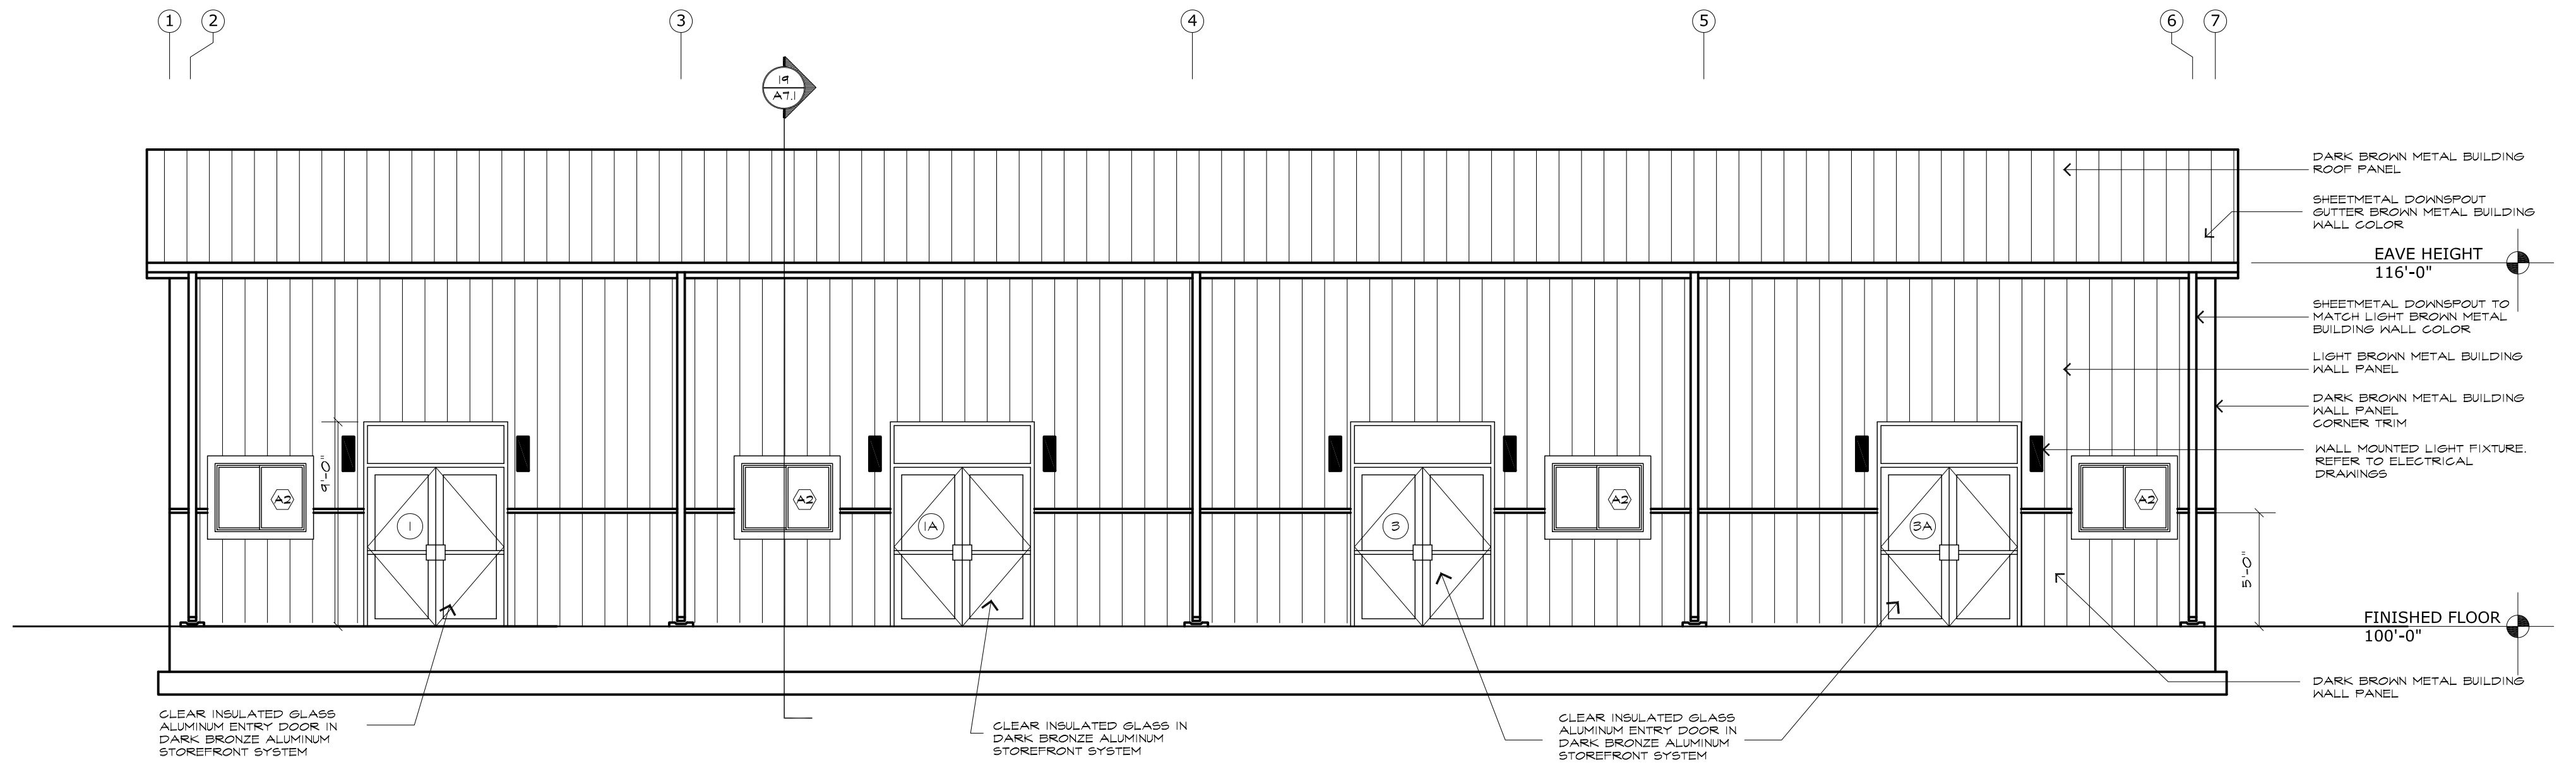 1
2
3
4
5
6
7
19
A7.1
DARK BROWN METAL BUILDING
ROOF PANEL
SHEETMETAL DOWNSPOUT
GUTTER BROWN METAL BUILDING
WALL COLOR
EAVE HEIGHT
116'-0"
SHEETMETAL DOWNSPOUT TO
MATCH LIGHT BROWN METAL
BUILDING WALL COLOR
LIGHT BROWN METAL BUILDING
WALL PANEL
DARK BROWN METAL BUILDING
WALL PANEL
CORNER TRIM
WALL MOUNTED LIGHT FIXTURE.
REFER TO ELECTRICAL
DRAWINGS
9'-0"
A2
A2
A2
A2
1
1A
3
3A
5'-0"
FINISHED FLOOR
100'-0"
DARK BROWN METAL BUILDING
WALL PANEL
CLEAR INSULATED GLASS
ALUMINUM ENTRY DOOR IN
DARK BRONZE ALUMINUM
STOREFRONT SYSTEM
CLEAR INSULATED GLASS IN
DARK BRONZE ALUMINUM
STOREFRONT SYSTEM
CLEAR INSULATED GLASS
ALUMINUM ENTRY DOOR IN
DARK BRONZE ALUMINUM
STOREFRONT SYSTEM